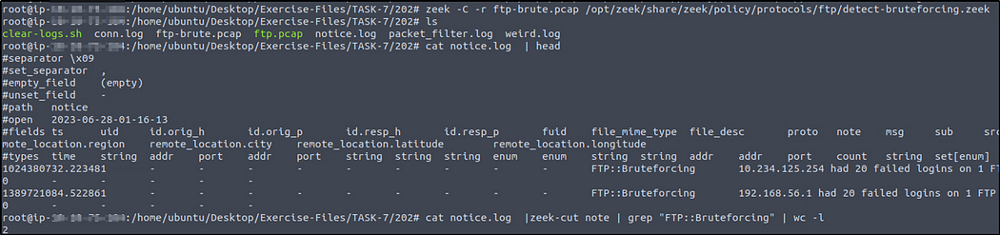 root@ip-:/home/ubuntu/Desktop/Exercise-Files/TASK-7/202# zeek -C -r ftp-brute.pcap /opt/zeek/share/zeek/policy/protocols/ftp/detect-bruteforcing.zeek
root@ip-:/home/ubuntu/Desktop/Exercise-Files/TASK-7/202# ls
clear-logs.sh  conn.log  ftp-brute.pcap  ftp.pcap  notice.log  packet_filter.log  weird.log
root@ip-:/home/ubuntu/Desktop/Exercise-Files/TASK-7/202# cat notice.log  | head
#separator \x09
#set_separator  ,
#empty_field    (empty)
#unset_field    -
#path   notice
#open   2023-06-28-01-16-13
#fields ts      uid     id.orig_h       id.orig_p       id.resp_h       id.resp_p       fuid    file_mime_type  file_desc       proto   note    msg     sub     src
mote_location.region    remote_location.city    remote_location.latitude        remote_location.longitude
#types  time    string  addr    port    addr    port    string  string  string  enum    enum    string  string  addr    addr    port    count   string  set[enum]
1024380732.223481       -       -       -       -       -       -       -       -       -       FTP::Bruteforcing       10.234.125.254 had 20 failed logins on 1 FT
0       -       -       -       -       -
1389721084.522861       -       -       -       -       -       -       -       -       -       FTP::Bruteforcing       192.168.56.1 had 20 failed logins on 1 FTP
0       -       -       -       -       -
root@ip-:/home/ubuntu/Desktop/Exercise-Files/TASK-7/202# cat notice.log  |zeek-cut note | grep "FTP::Bruteforcing" | wc -l
2